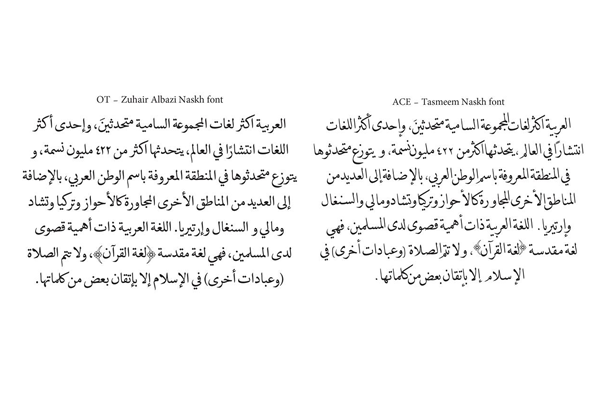 OT – Zuhair Albazi Naskh font
العربية أكثر لغات المجموعة السامية متحدثينَ، وإحدى أكثر
اللغات انتشارًا في العالم، يتحدثها أكثر من ٤٢٢ مليون نسمة، و
يتوزع متحدثوها في المنطقة المعروفة باسم الوطن العربي، بالإضافة
إلى العديد من المناطق الأخرى المجاورة كالأحواز وتركيا وتشاد
ومالي و السنغال وإرتيريا. اللغة العربية ذات أهمية قصوى
لدى المسلمين، فهي لغة مقدسة ﴿لغة القرآن﴾، ولا تتم الصلاة
(وعبادات أخرى) في الإسلام إلا بإتقان بعض من كلماتها.
ACE – Tasmeem Naskh font
العربية أكثر لغات المجموعة السامية متحدثينَ، وإحدى أكثر اللغات
انتشارًا في العالم، يتحدثها أكثر من ٤٢٢ مليون نسمة، و يتوزع متحدثوها
في المنطقة المعروفة باسم الوطن العربي، بالإضافة إلى العديد من
المناطق الأخرى المجاورة كالأحواز وتركيا وتشاد ومالي و السنغال
وإرتيريا. اللغة العربية ذات أهمية قصوى لدى المسلمين، فهي
لغة مقدسة ﴿لغة القرآن﴾، ولا تتم الصلاة (وعبادات أخرى) في
الإسلام إلا بإتقان بعض من كلماتها.